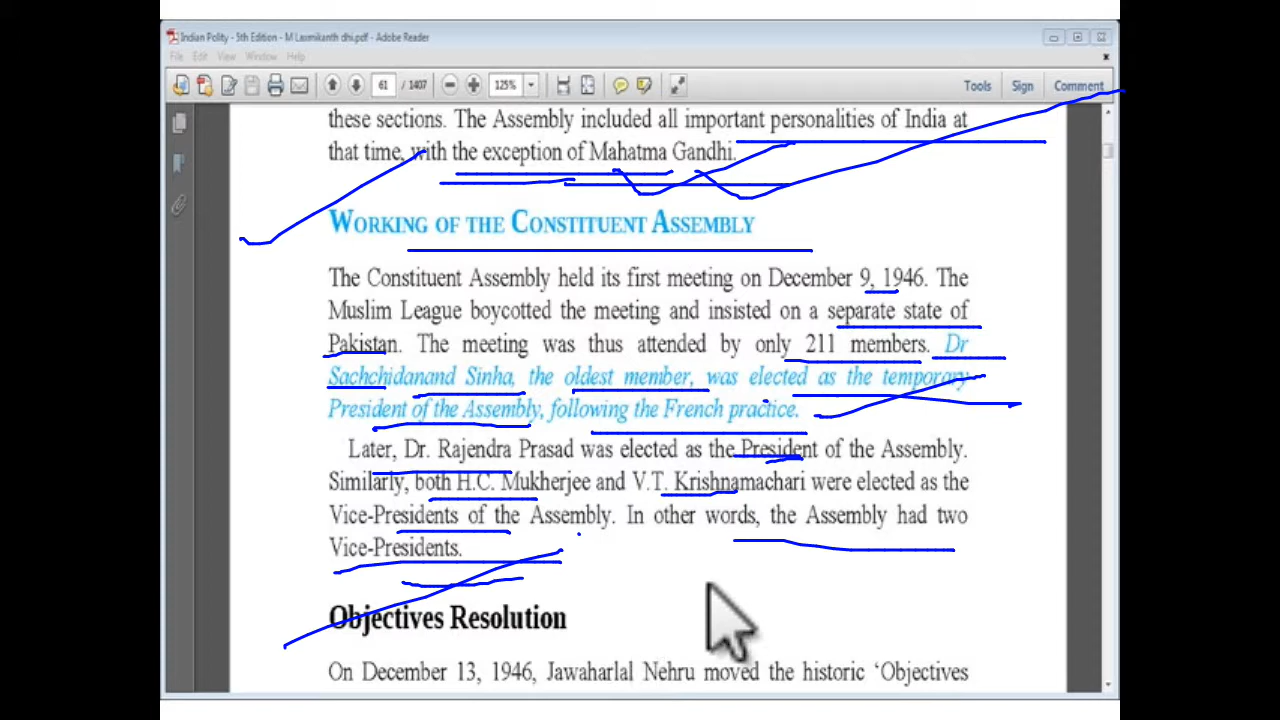 Indian Polity - 5th Edition - M Laxmikanth dhi.pdf - Adobe Reader
File Edit View Window Help
61 / 1407 125% Tools Sign Comment
these sections. The Assembly included all important personalities of India at
that time, with the exception of Mahatma Gandhi.
WORKING OF THE CONSTITUENT ASSEMBLY
The Constituent Assembly held its first meeting on December 9, 1946. The
Muslim League boycotted the meeting and insisted on a separate state of
Pakistan. The meeting was thus attended by only 211 members. Dr
Sachchidanand Sinha, the oldest member, was elected as the temporary
President of the Assembly, following the French practice.
Later, Dr. Rajendra Prasad was elected as the President of the Assembly.
Similarly, both H.C. Mukherjee and V.T. Krishnamachari were elected as the
Vice-Presidents of the Assembly. In other words, the Assembly had two
Vice-Presidents.
Objectives Resolution
On December 13, 1946, Jawaharlal Nehru moved the historic ‘Objectives